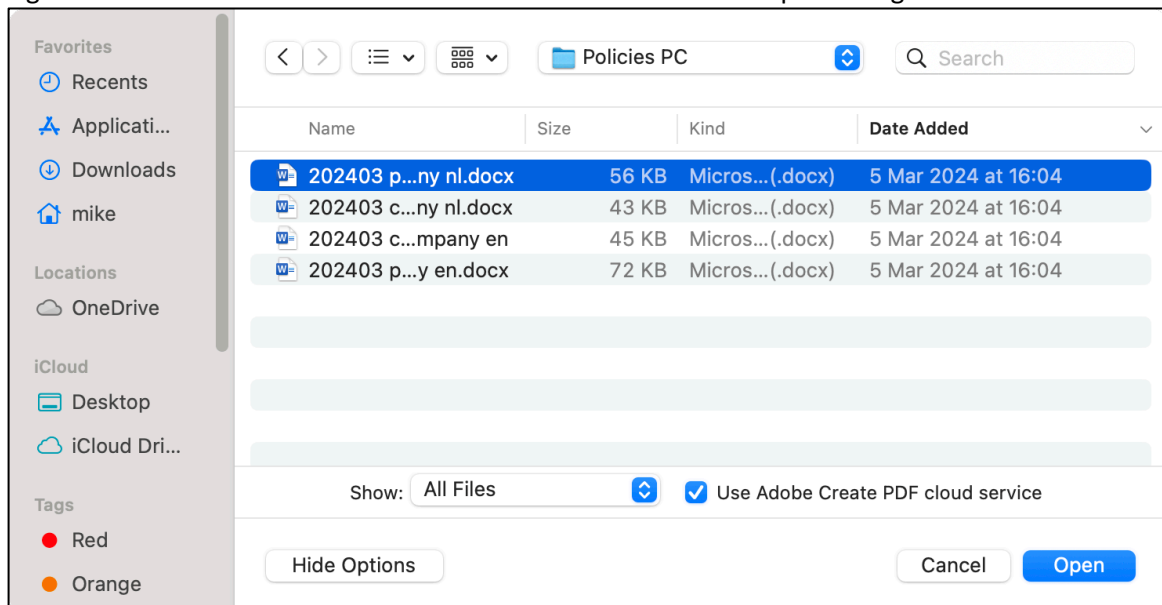 Favorites
Recents
Applicati...
Downloads
mike
Locations
OneDrive
iCloud
Desktop
iCloud Dri...
Tags
Red
Orange
Policies PC
Search
Name Size Kind Date Added
202403 p...ny nl.docx 56 KB Micros...(.docx) 5 Mar 2024 at 16:04
202403 c...ny nl.docx 43 KB Micros...(.docx) 5 Mar 2024 at 16:04
202403 c...mpany en 45 KB Micros...(.docx) 5 Mar 2024 at 16:04
202403 p...y en.docx 72 KB Micros...(.docx) 5 Mar 2024 at 16:04
Show: All Files Use Adobe Create PDF cloud service
Hide Options Cancel Open